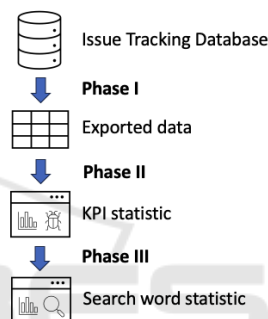 Issue Tracking Database
Phase I
Exported data
Phase II
KPI statistic
Phase III
Search word statistic